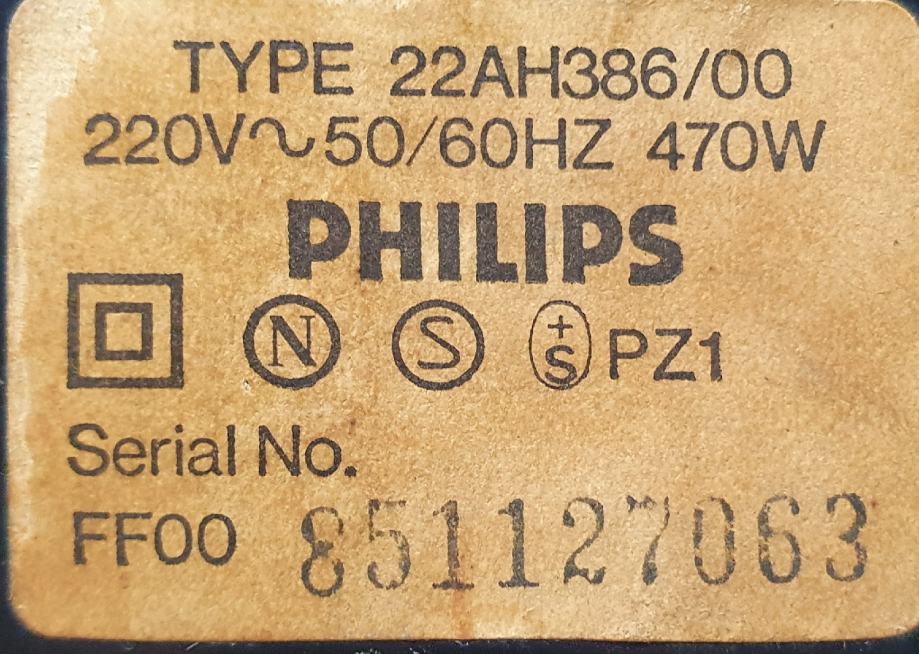 TYPE 22AH386/00
220V∿50/60HZ 470W
PHILIPS
N S +S PZ1
Serial No.
FF00 851127063